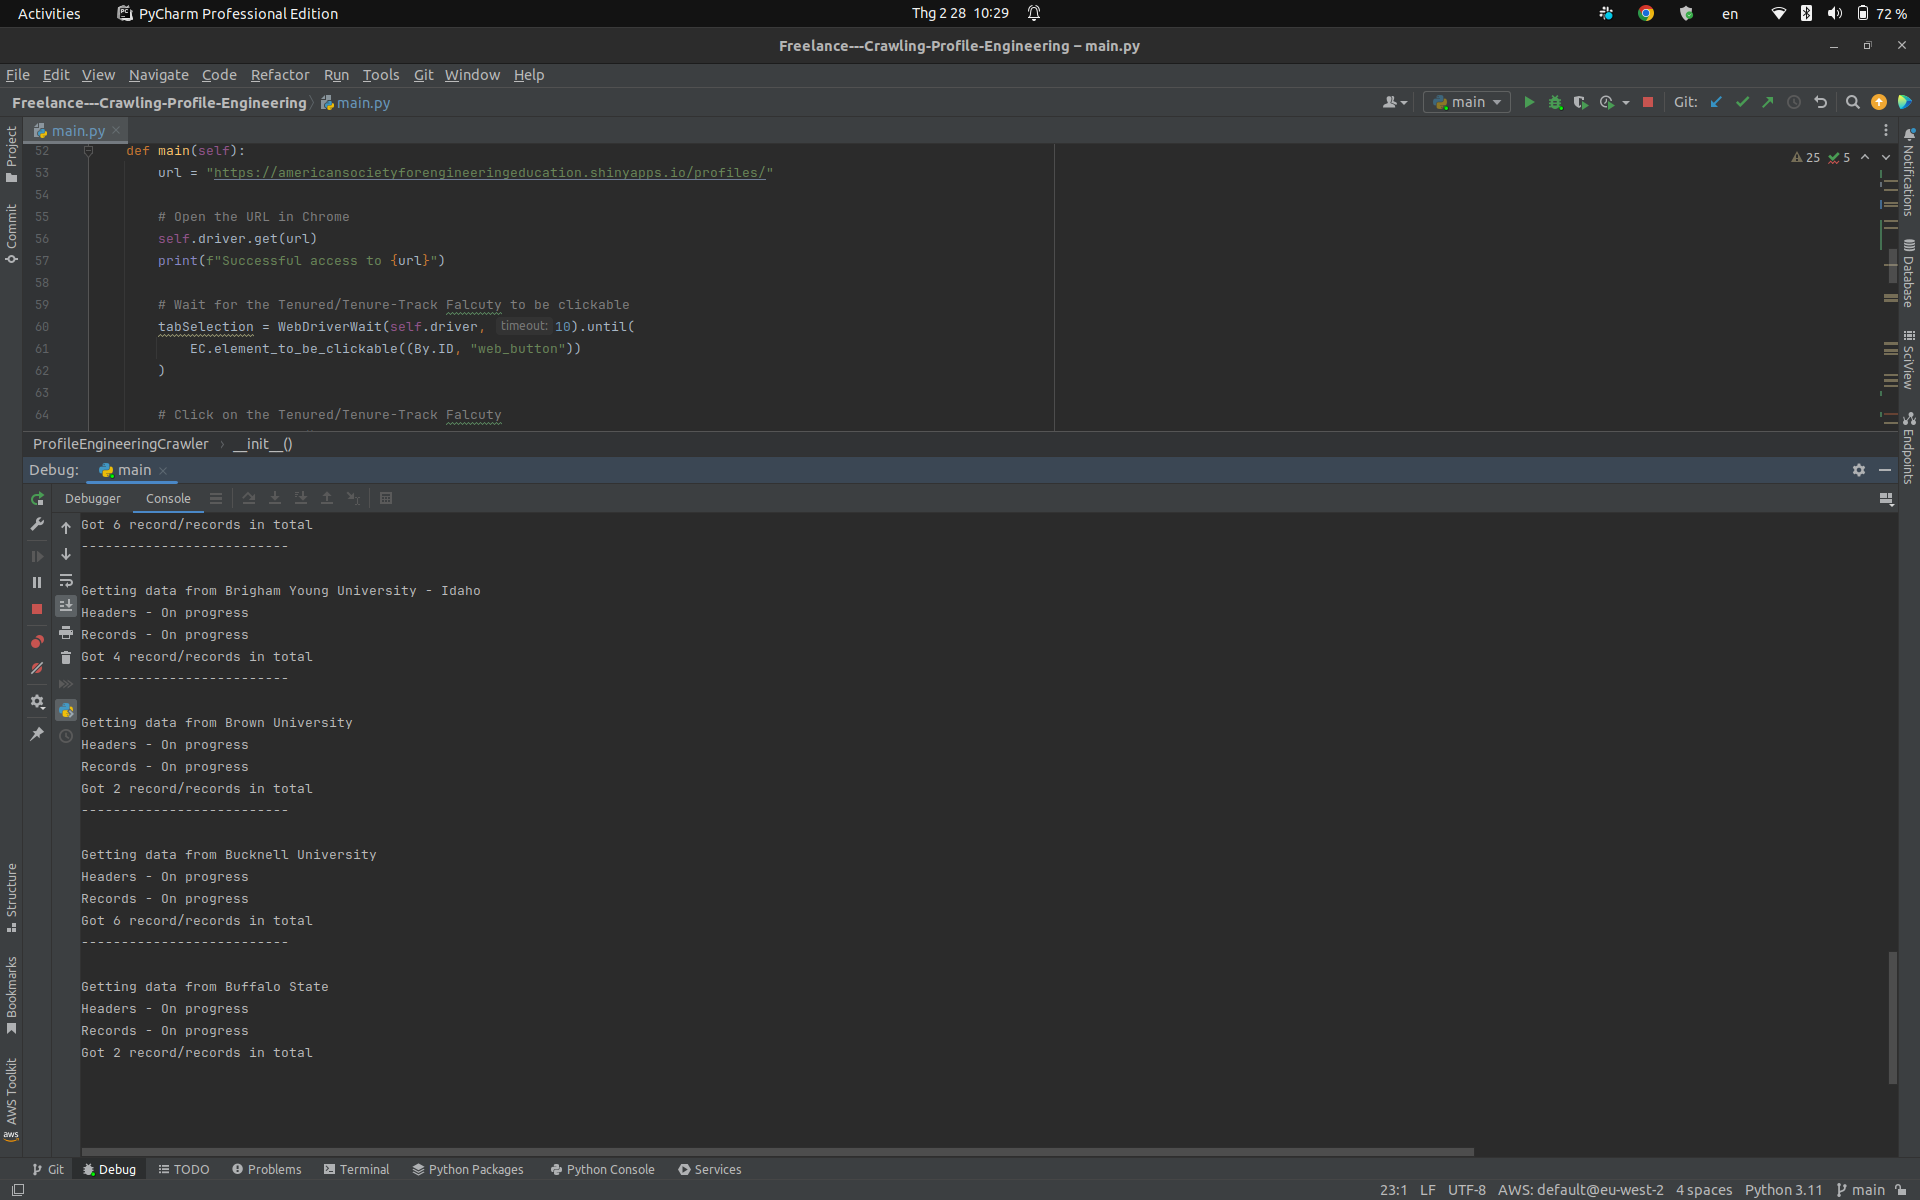 Activities
PyCharm Professional Edition
Thg 2 28 10:29
en
72 %
Freelance---Crawling-Profile-Engineering – main.py
File Edit View Navigate Code Refactor Run Tools Git Window Help
Freelance---Crawling-Profile-Engineering
main.py
main
Git:
main.py
25
5
52 def main(self):
53 url = "https://americansocietyforengineeringeducation.shinyapps.io/profiles/"
54
55 # Open the URL in Chrome
56 self.driver.get(url)
57 print(f"Successful access to {url}")
58
59 # Wait for the Tenured/Tenure-Track Falcuty to be clickable
60 tabSelection = WebDriverWait(self.driver, timeout: 10).until(
61 EC.element_to_be_clickable((By.ID, "web_button"))
62 )
63
64 # Click on the Tenured/Tenure-Track Falcuty
ProfileEngineeringCrawler › __init__()
Debug:
main
Debugger
Console
Got 6 record/records in total
--------------------------
Getting data from Brigham Young University - Idaho
Headers - On progress
Records - On progress
Got 4 record/records in total
--------------------------
Getting data from Brown University
Headers - On progress
Records - On progress
Got 2 record/records in total
--------------------------
Getting data from Bucknell University
Headers - On progress
Records - On progress
Got 6 record/records in total
--------------------------
Getting data from Buffalo State
Headers - On progress
Records - On progress
Got 2 record/records in total
Project
Commit
Structure
Bookmarks
AWS Toolkit
aws
Notifications
Database
SciView
Endpoints
Git
Debug
TODO
Problems
Terminal
Python Packages
Python Console
Services
23:1 LF UTF-8 AWS: default@eu-west-2 4 spaces Python 3.11 main